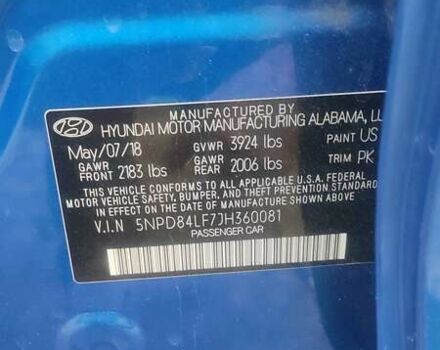 MANUFACTURED BY
HYUNDAI MOTOR MANUFACTURING ALABAMA, LL
May/07/18 GVWR 3924 lbs PAINT US
GAWR FRONT 2183 lbs GAWR REAR 2006 lbs TRIM PK
THIS VEHICLE CONFORMS TO ALL APPLICABLE U.S. FEDERAL
MOTOR VEHICLE SAFETY, BUMPER, AND THEFT PREVENTION STANDARDS
IN EFFECT ON THE DATE OF MANUFACTURE SHOWN ABOVE.
V.I.N 5NPD84LF7JH360081
PASSENGER CAR